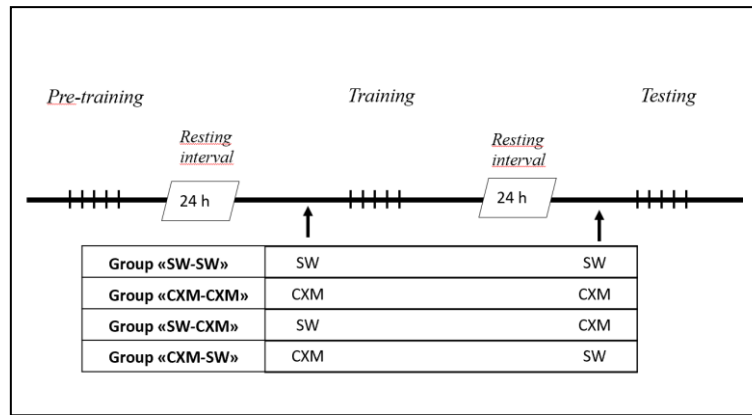 Pre-training Training Testing
Resting interval Resting interval
24 h 24 h
Group «SW-SW» SW SW
Group «CXM-CXM» CXM CXM
Group «SW-CXM» SW CXM
Group «CXM-SW» CXM SW